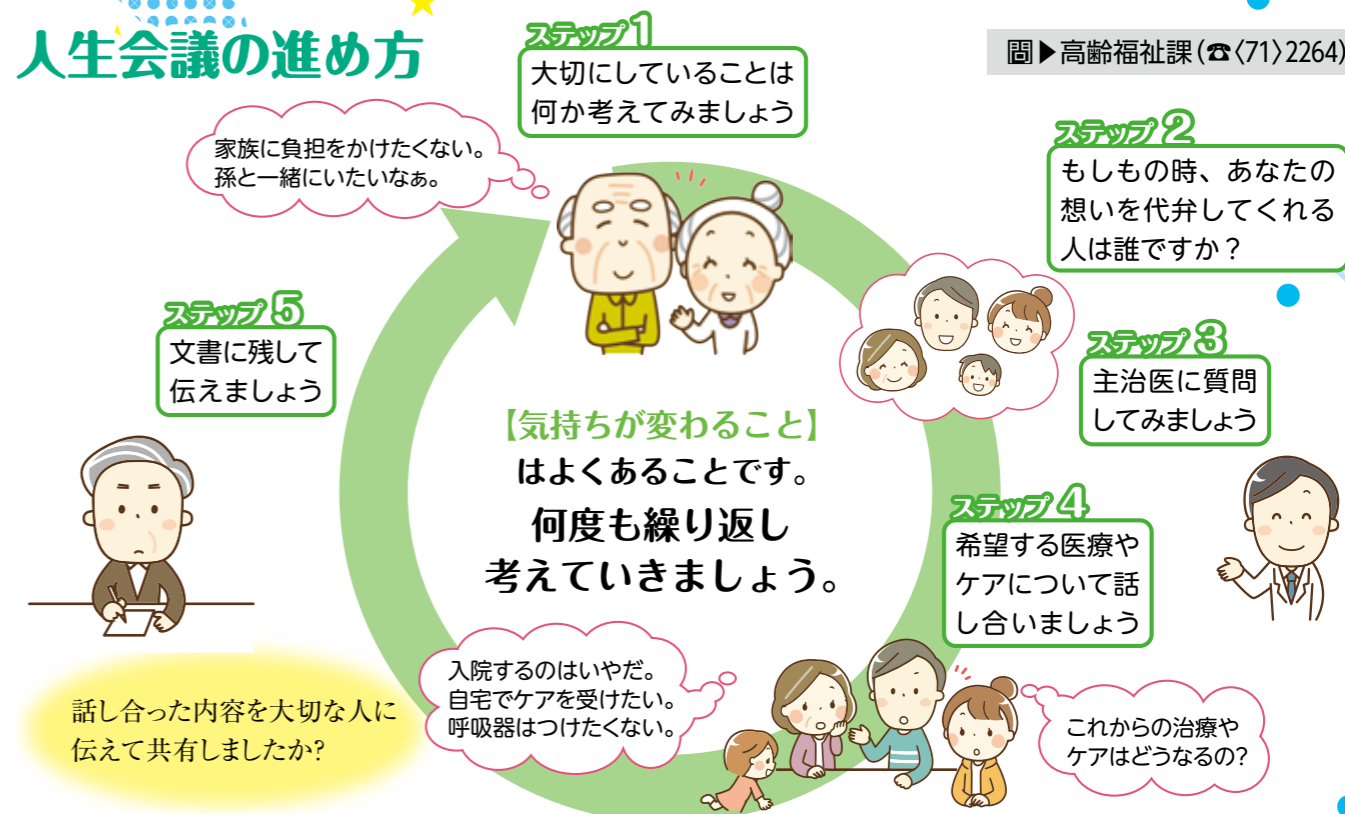 人生会議の進め方
問▶高齢福祉課(☎〈71〉2264)
ステップ1
大切にしていることは
何か考えてみましょう
家族に負担をかけたくない。
孫と一緒にいたいなぁ。
ステップ2
もしもの時、あなたの
想いを代弁してくれる
人は誰ですか？
ステップ3
主治医に質問
してみましょう
ステップ4
希望する医療や
ケアについて話
し合いましょう
入院するのはいやだ。
自宅でケアを受けたい。
呼吸器はつけたくない。
これからの治療や
ケアはどうなるの?
ステップ5
文書に残して
伝えましょう
話し合った内容を大切な人に
伝えて共有しましたか?
【気持ちが変わること】
はよくあることです。
何度も繰り返し
考えていきましょう。